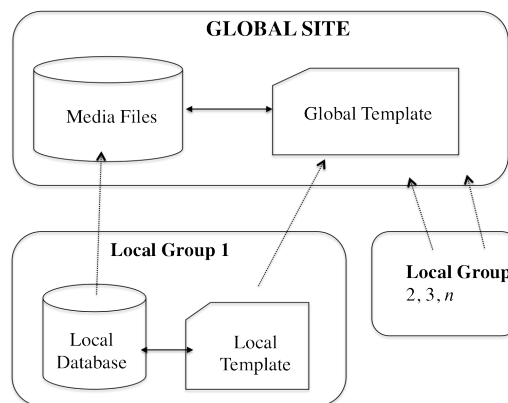 GLOBAL SITE
Media Files
Global Template
Local Group 1
Local
Database
Local
Template
Local Group
2, 3, n